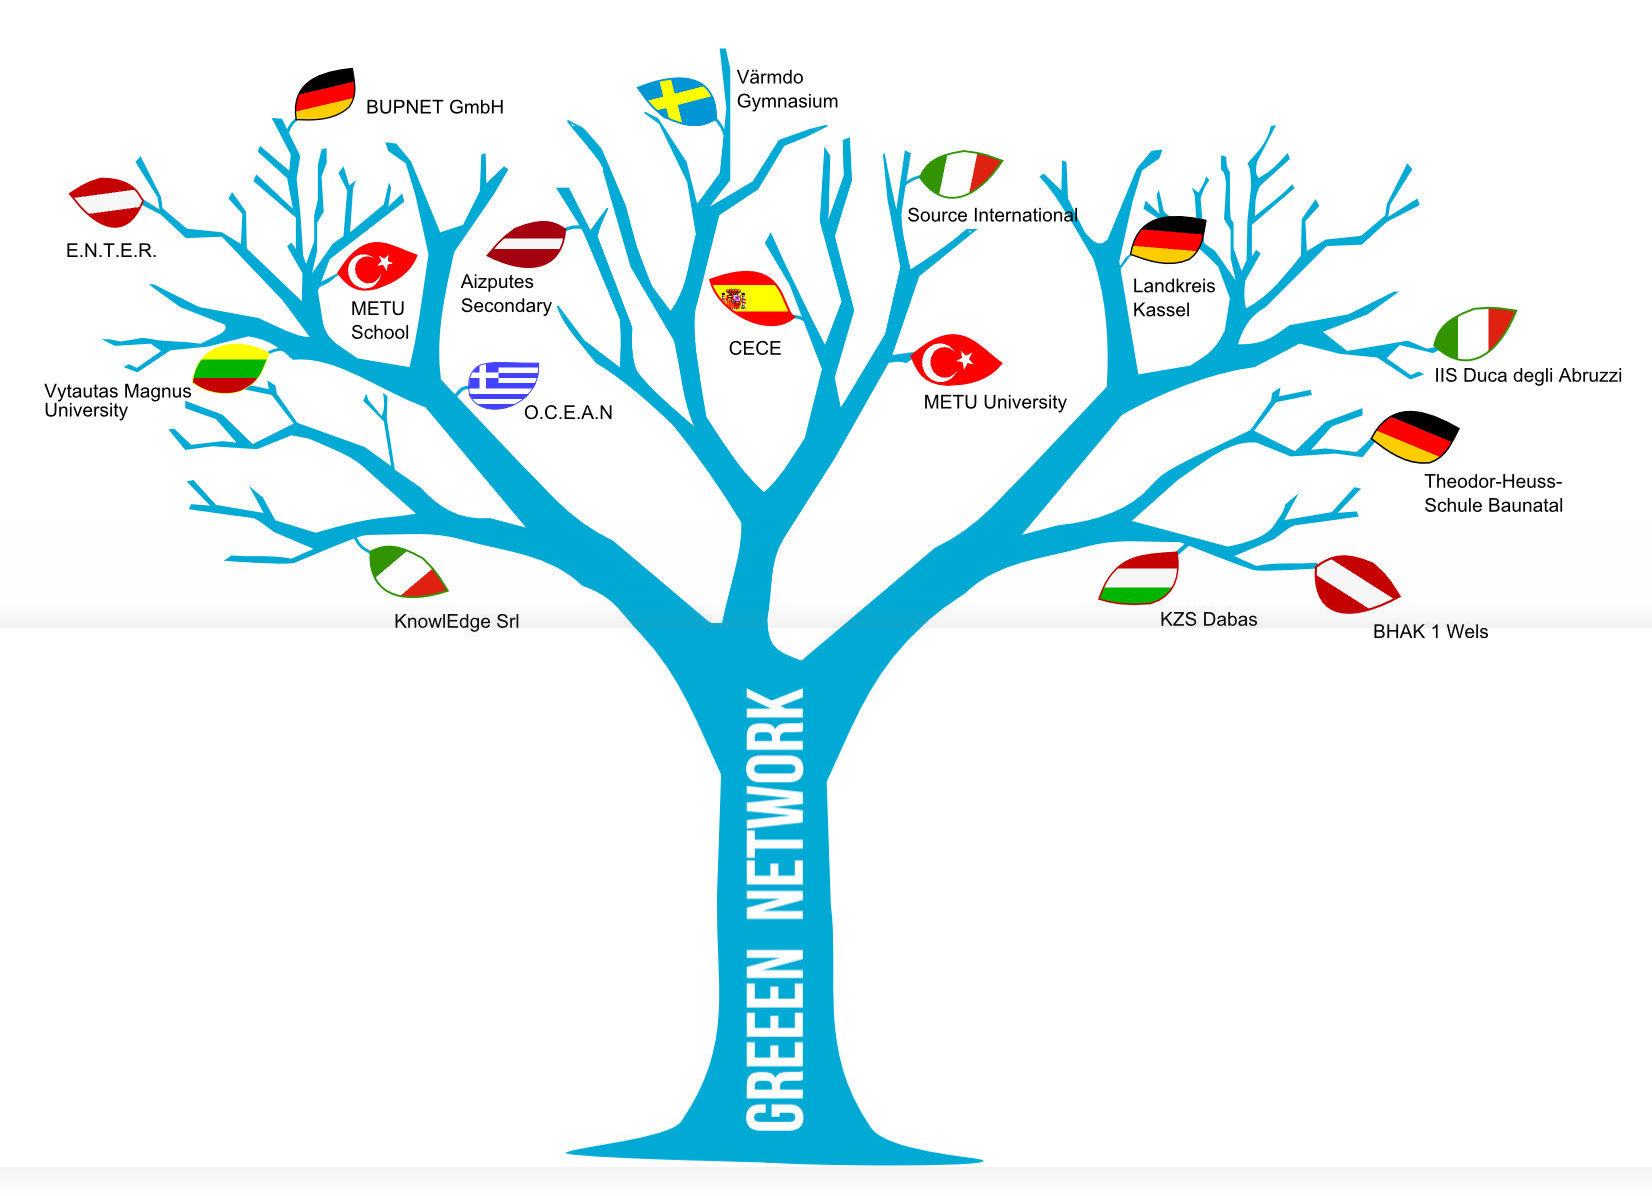 Värmdo
Gymnasium
BUPNET GmbH
Source International
E.N.T.E.R.
Aizputes
Secondary
METU
School
Landkreis
Kassel
CECE
IIS Duca degli Abruzzi
Vytautas Magnus
University
METU University
O.C.E.A.N
Theodor-Heuss-
Schule Baunatal
KnowlEdge Srl
KZS Dabas
BHAK 1 Wels
GREEEN NETWORK